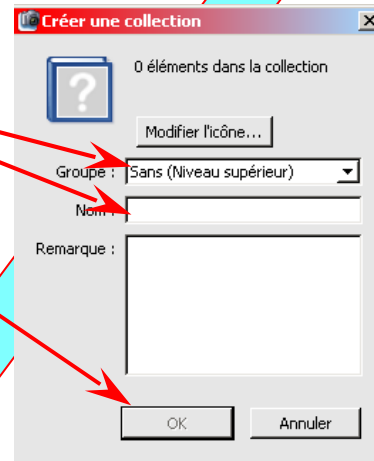 Créer une collection
0 éléments dans la collection
Modifier l'icône...
Groupe : Sans (Niveau supérieur)
Nom :
Remarque :
OK Annuler